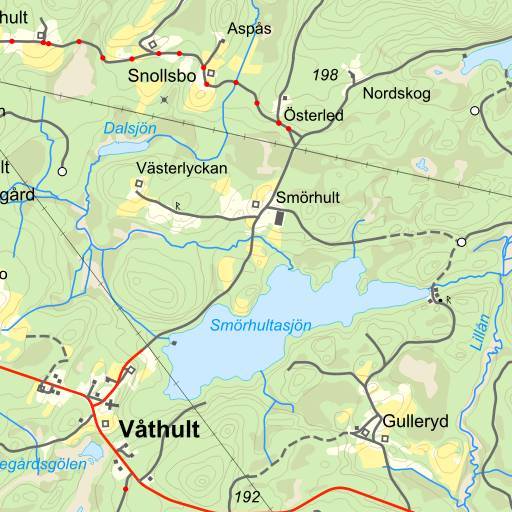 hult
Aspås
Snollsbo
198
Nordskog
Österled
Dalsjön
Västerlyckan
lt
gård
Smörhult
o
Smörhultasjön
Lillån
Våthult
Gulleryd
egårdsgölen
192